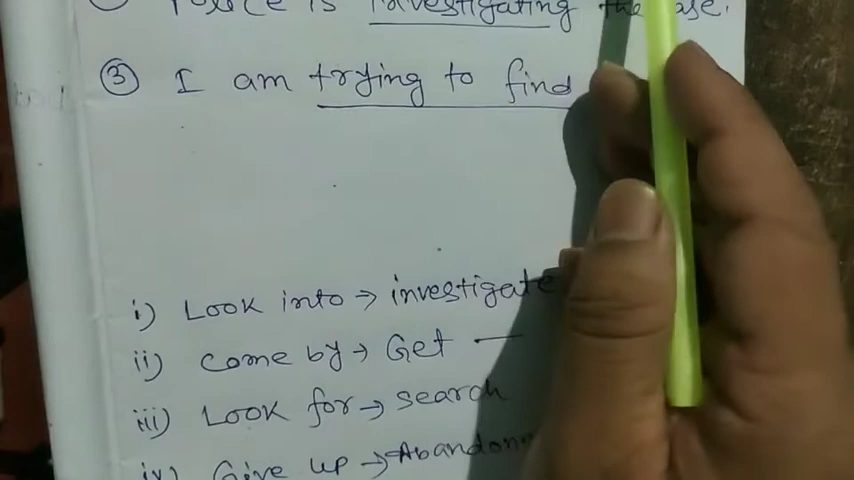 is investigating the case.
③ I am trying to find
i) Look into → investigate
ii) Come by → Get —
iii) Look for → search
iv) Give up → Abandon